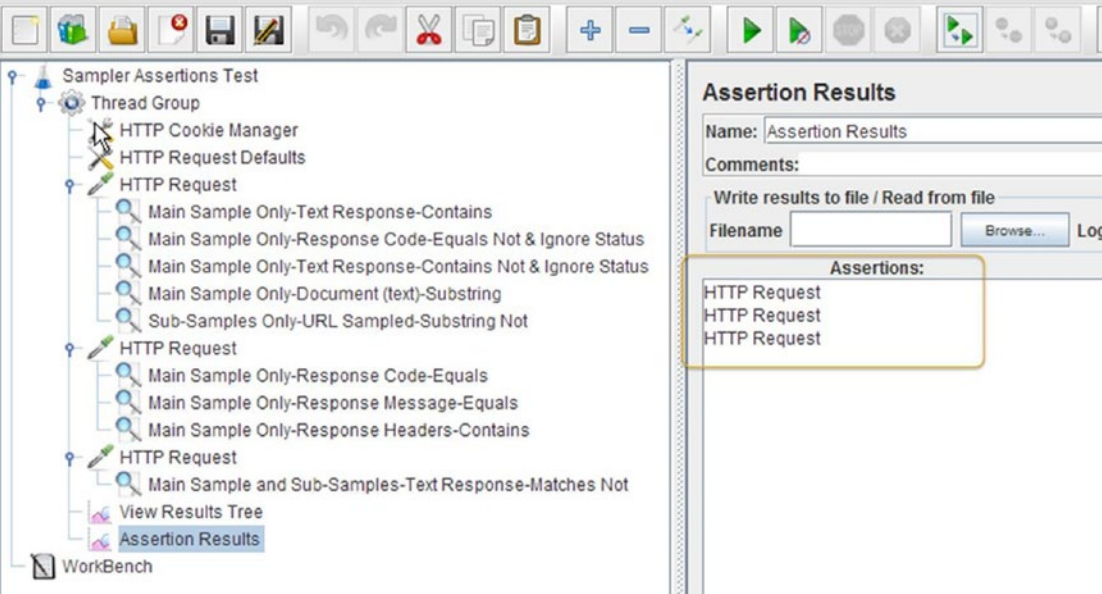 STOP
Sampler Assertions Test
Thread Group
HTTP Cookie Manager
HTTP Request Defaults
HTTP Request
Main Sample Only-Text Response-Contains
Main Sample Only-Response Code-Equals Not & Ignore Status
Main Sample Only-Text Response-Contains Not & Ignore Status
Main Sample Only-Document (text)-Substring
Sub-Samples Only-URL Sampled-Substring Not
HTTP Request
Main Sample Only-Response Code-Equals
Main Sample Only-Response Message-Equals
Main Sample Only-Response Headers-Contains
HTTP Request
Main Sample and Sub-Samples-Text Response-Matches Not
View Results Tree
Assertion Results
WorkBench
Assertion Results
Name: Assertion Results
Comments:
Write results to file / Read from file
Filename Browse... Log
Assertions:
HTTP Request
HTTP Request
HTTP Request